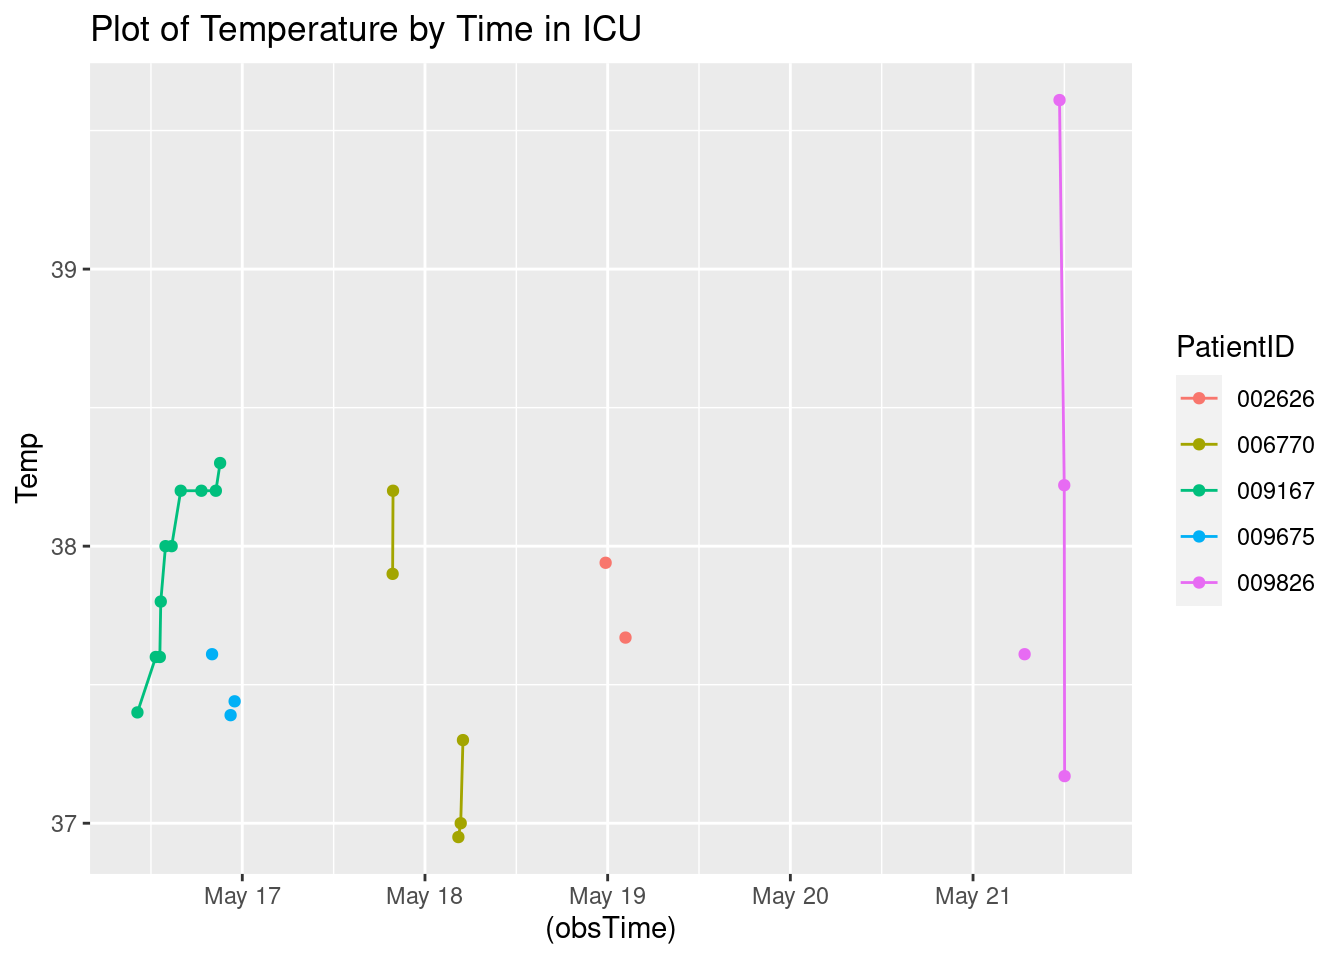 Plot of Temperature by Time in ICU
Temp
39
38
37
May 17
May 18
May 19
May 20
May 21
(obsTime)
PatientID
002626
006770
009167
009675
009826